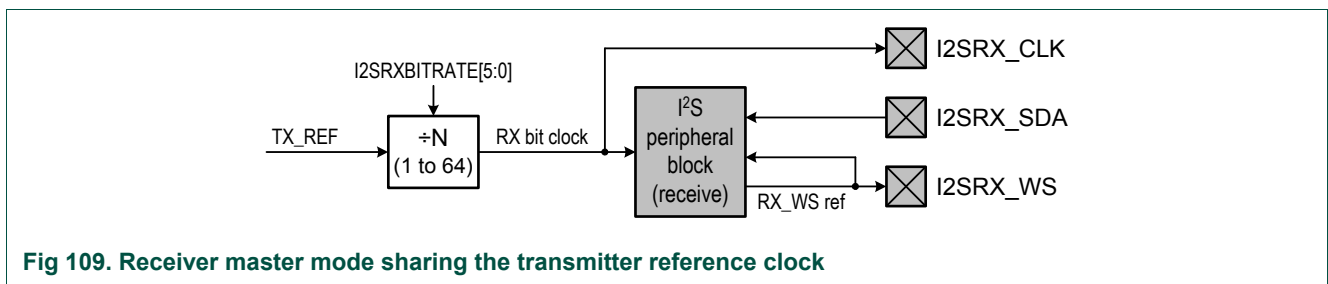 I2SRX_CLK
I2SRXBITRATE[5:0]
I²S
peripheral
block
(receive)
I2SRX_SDA
TX_REF
÷N
(1 to 64)
RX bit clock
RX_WS ref
I2SRX_WS
Fig 109. Receiver master mode sharing the transmitter reference clock